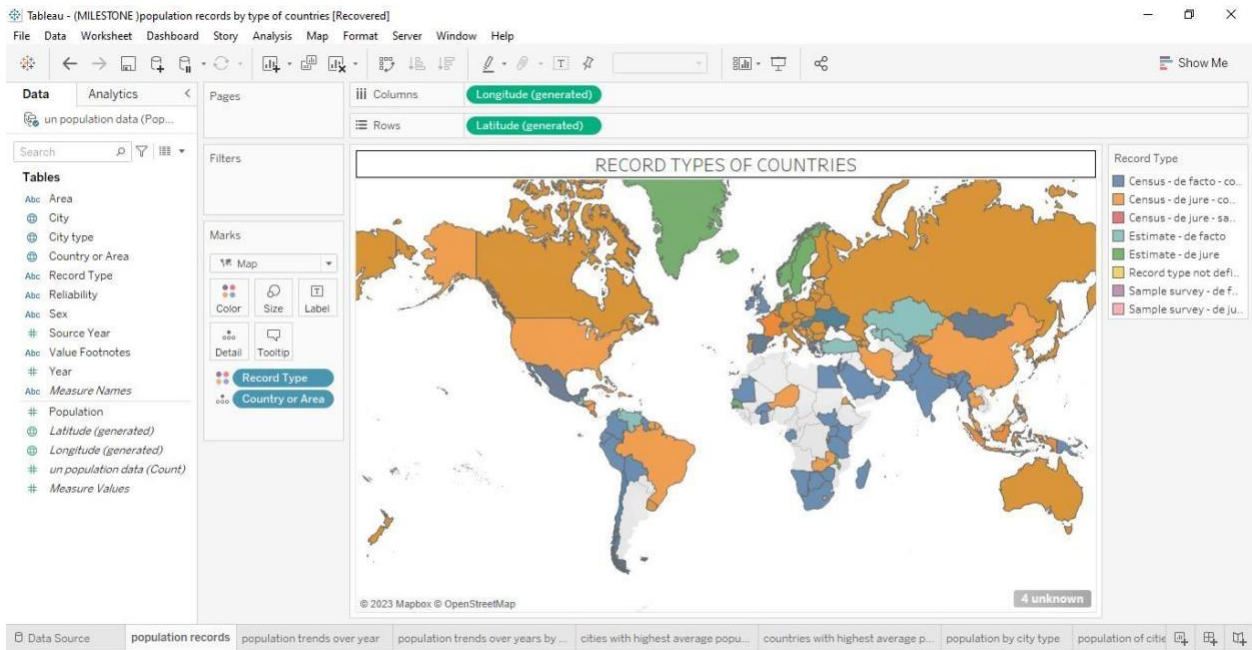 Tableau - (MILESTONE )population records by type of countries [Recovered]
File Data Worksheet Dashboard Story Analysis Map Format Server Window Help
Show Me
Data Analytics
Pages
iii Columns
Longitude (generated)
un population data (Pop...
Rows
Latitude (generated)
Search
Filters
Tables
Abc Area
City
City type
Country or Area
Abc Record Type
Abc Reliability
Abc Sex
# Source Year
Abc Value Footnotes
# Year
Abc Measure Names
# Population
Latitude (generated)
Longitude (generated)
# un population data (Count)
# Measure Values
Marks
Map
Color Size Label
Detail Tooltip
Record Type
Country or Area
RECORD TYPES OF COUNTRIES
© 2023 Mapbox © OpenStreetMap
4 unknown
Record Type
Census - de facto - co..
Census - de jure - co..
Census - de jure - sa..
Estimate - de facto
Estimate - de jure
Record type not defi..
Sample survey - de f..
Sample survey - de ju..
Data Source population records population trends over year population trends over years by ... cities with highest average popu... countries with highest average p... population by city type population of citie